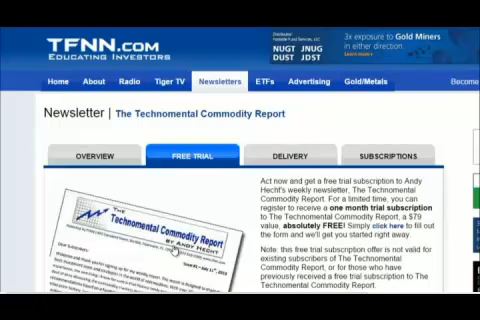 TFNN.COM
EDUCATING INVESTORS
NUGT JNUG
DUST JDST
3x exposure to Gold Miners
in either direction.
Home About Radio Tiger TV Newsletters ETFs Advertising Gold/Metals Become
Newsletter | The Technomental Commodity Report
OVERVIEW FREE TRIAL DELIVERY SUBSCRIPTIONS
Act now and get a free trial subscription to Andy
Hecht's weekly newsletter, The Technomental
Commodity Report. For a limited time, you can
register to receive a one month trial subscription
to The Technomental Commodity Report, a $79
value, absolutely FREE! Simply click here to fill out
the form and we'll get you started right away.
Note: this free trial subscription offer is not valid for
existing subscribers of The Technomental
Commodity Report, or for those who have
previously received a free trial subscription to The
Technomental Commodity Report.
THE
Technomental Commodity Report
BY ANDY HECHT
Dear Subscribers,